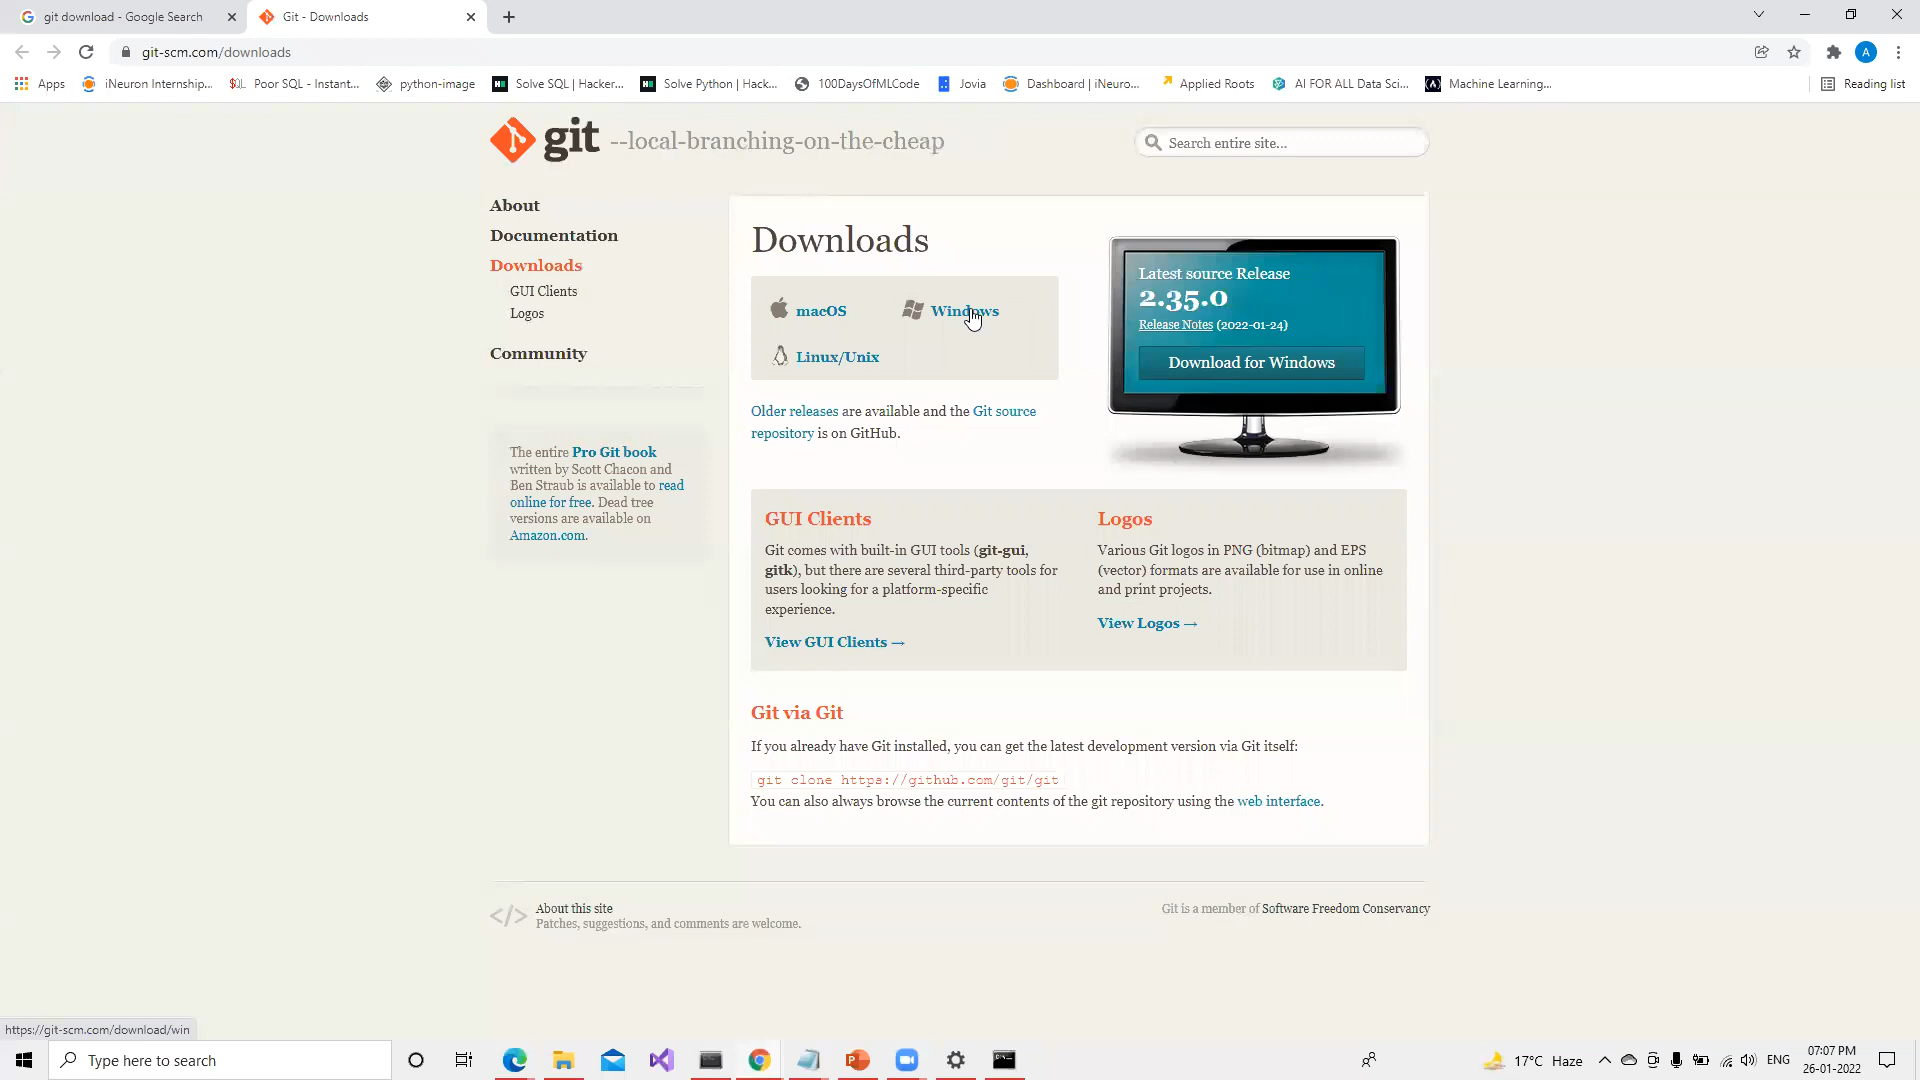 git download - Google Search
Git - Downloads
git-scm.com/downloads
A
Apps
iNeuron Internship...
Poor SQL - Instant...
python-image
Solve SQL | Hacker...
Solve Python | Hack...
100DaysOfMLCode
Jovia
Dashboard | iNeuro...
Applied Roots
AI FOR ALL Data Sci...
Machine Learning...
Reading list
git --local-branching-on-the-cheap
Search entire site...
About
Documentation
Downloads
GUI Clients
Logos
Community
The entire Pro Git book
written by Scott Chacon and
Ben Straub is available to read
online for free. Dead tree
versions are available on
Amazon.com.
Downloads
macOS
Windows
Linux/Unix
Older releases are available and the Git source
repository is on GitHub.
Latest source Release
2.35.0
Release Notes (2022-01-24)
Download for Windows
GUI Clients
Git comes with built-in GUI tools (git-gui,
gitk), but there are several third-party tools for
users looking for a platform-specific
experience.
View GUI Clients →
Logos
Various Git logos in PNG (bitmap) and EPS
(vector) formats are available for use in online
and print projects.
View Logos →
Git via Git
If you already have Git installed, you can get the latest development version via Git itself:
git clone https://github.com/git/git
You can also always browse the current contents of the git repository using the web interface.
</> About this site
Patches, suggestions, and comments are welcome.
Git is a member of Software Freedom Conservancy
https://git-scm.com/download/win
Type here to search
17°C Haze
ENG
07:07 PM
26-01-2022